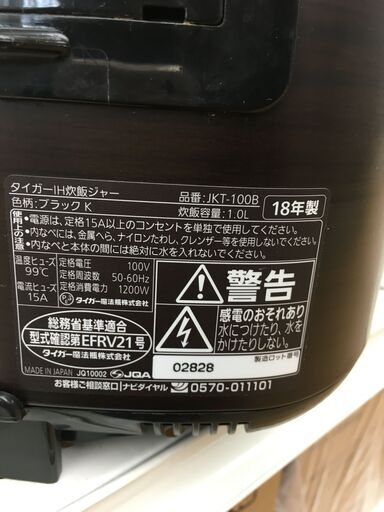 タイガーIH炊飯ジャー 品番:JKT-100B
色柄:ブラック K 炊飯容量:1.0L
18年製
使用上の注意
•電源は、定格15A以上のコンセントを単独で使用してください。
•内なべには、金属へら、ナイロンたわし、クレンザー等を使用しないでください。
•内なべと本体の間には絶対に水を入れないでください。
温度ヒューズ 99℃
電流ヒューズ 15A
定格電圧 100V
定格周波数 50-60Hz
定格消費電力 1200W
タイガー魔法瓶株式会社
総務省基準適合
型式確認第EFRV21号
タイガー魔法瓶株式会社
警告
感電のおそれあり
水につけたり、水を
かけたりしない
製造ロット番号
02828
MADE IN JAPAN JQ10002 JQA
お客様ご相談窓口 ナビダイヤル 0570-011101